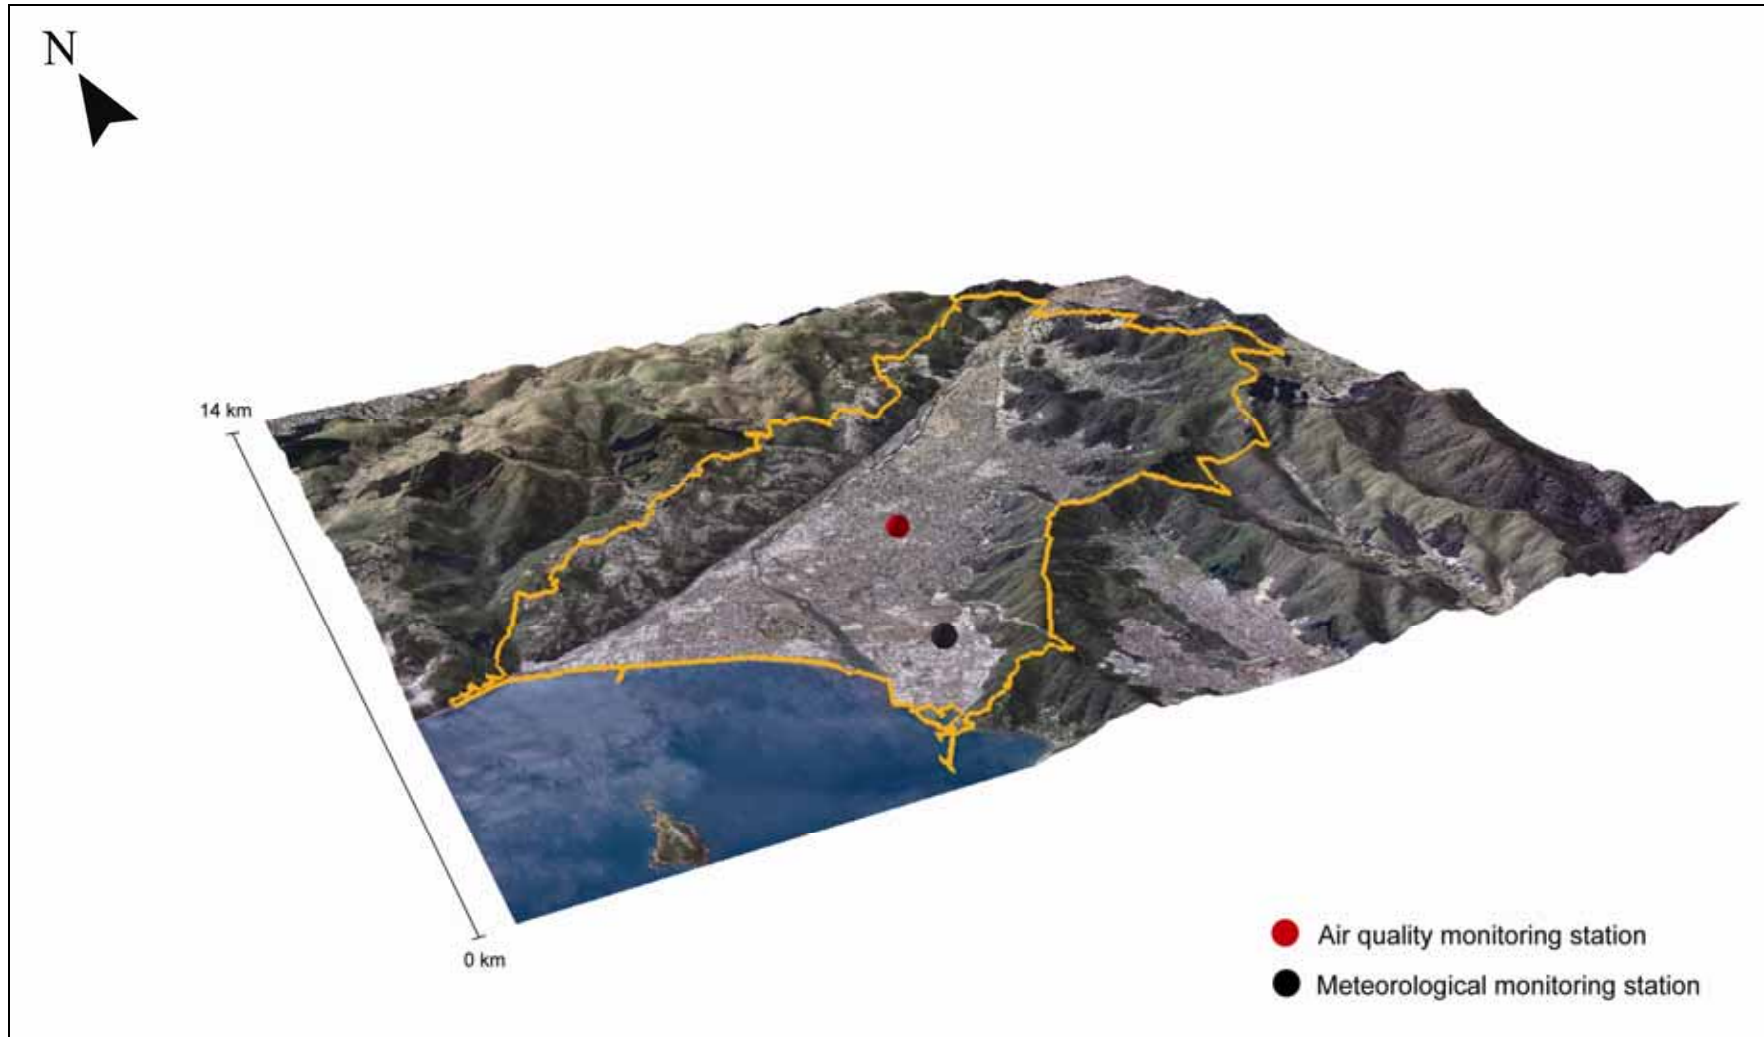 N
14 km
0 km
Air quality monitoring station
Meteorological monitoring station